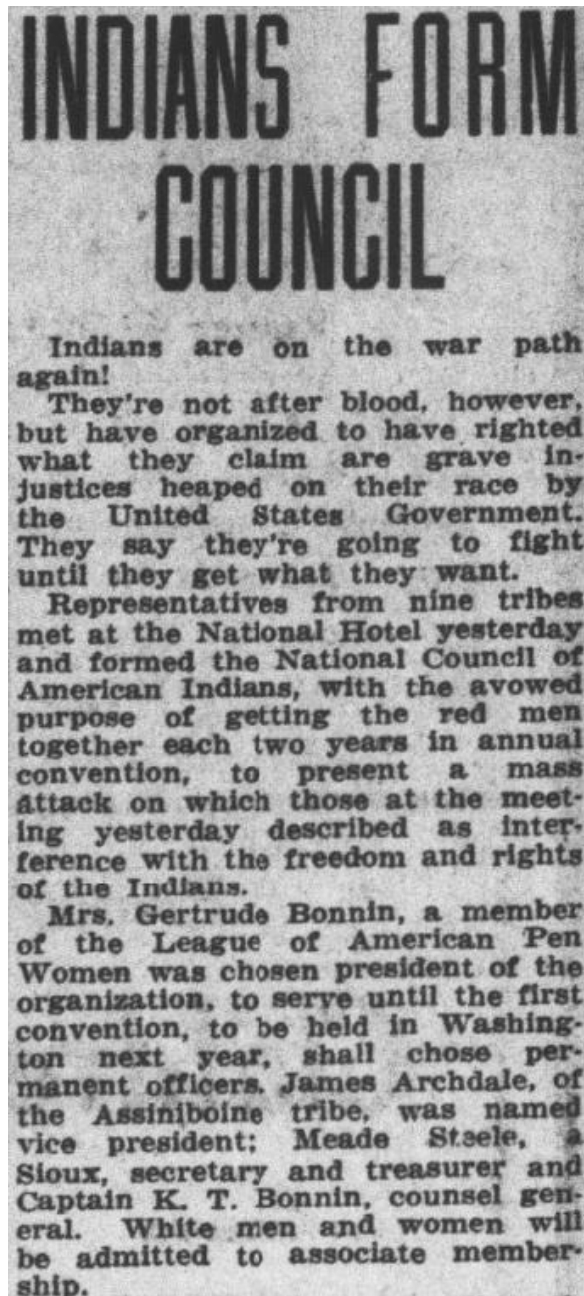 INDIANS FORM
COUNCIL
Indians are on the war path
again!
They're not after blood, however,
but have organized to have righted
what they claim are grave in-
justices heaped on their race by
the United States Government.
They say they're going to fight
until they get what they want.
Representatives from nine tribes
met at the National Hotel yesterday
and formed the National Council of
American Indians, with the avowed
purpose of getting the red men
together each two years in annual
convention, to present a mass
attack on which those at the meet-
ing yesterday described as inter-
ference with the freedom and rights
of the Indians.
Mrs. Gertrude Bonnin, a member
of the League of American Pen
Women was chosen president of the
organization, to serve until the first
convention, to be held in Washing-
ton next year, shall chose per-
manent officers. James Archdale, of
the Assiniboine tribe, was named
vice president; Meade Steele, a
Sioux, secretary and treasurer and
Captain K. T. Bonnin, counsel gen-
eral. White men and women will
be admitted to associate member-
ship.